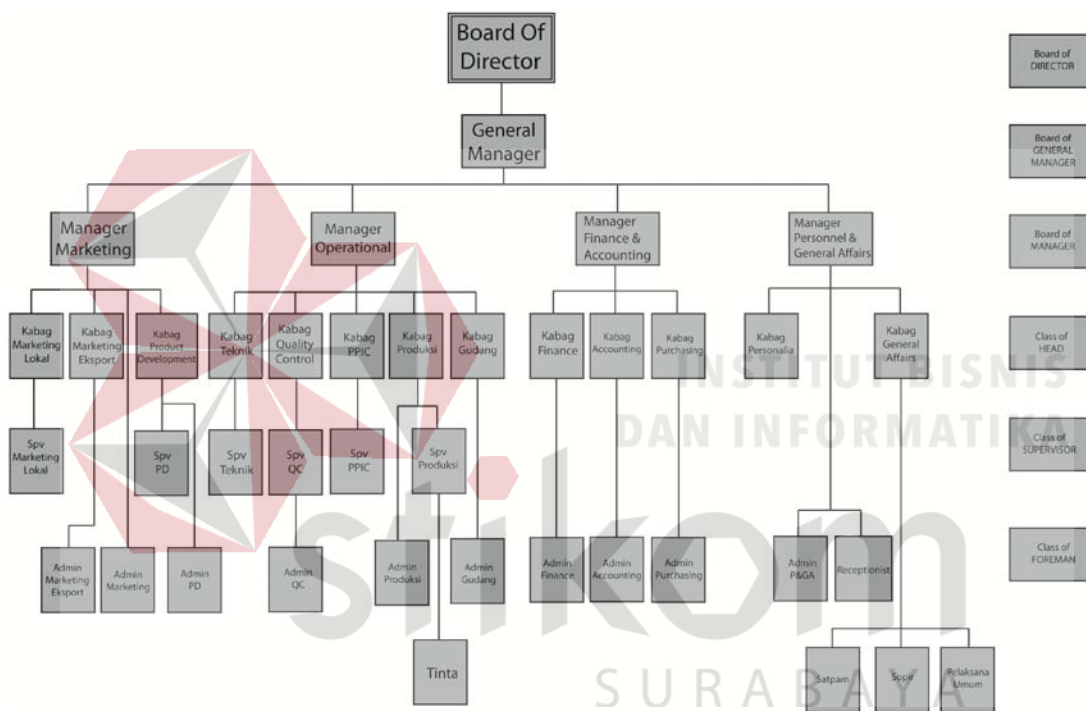 Board Of
Director
General
Manager
Manager
Marketing
Manager
Operational
Manager
Finance &
Accounting
Manager
Personnel &
General Affairs
Kabag
Marketing
Lokal
Kabag
Marketing
Eksport
Kabag
Product
Development
Kabag
Teknik
Kabag
Quality
Control
Kabag
PPIC
Kabag
Produksi
Kabag
Gudang
Kabag
Finance
Kabag
Accounting
Kabag
Purchasing
Kabag
Personalia
Kabag
General
Affairs
Spv
Marketing
Lokal
Spv
PD
Spv
Teknik
Spv
QC
Spv
PPIC
Spv
Produksi
Admin
Marketing
Eksport
Admin
Marketing
Admin
PD
Admin
QC
Admin
Produksi
Admin
Gudang
Admin
Finance
Admin
Accounting
Admin
Purchasing
Admin
P&GA
Receptionist
Tinta
Satpam
Sopir
Pelaksana
Umum
Board of
DIRECTOR
Board of
GENERAL
MANAGER
Board of
MANAGER
Class of
HEAD
Class of
SUPERVISOR
Class of
FOREMAN
INSTITUT BISNIS
DAN INFORMATIKA
stikom
SURABAYA